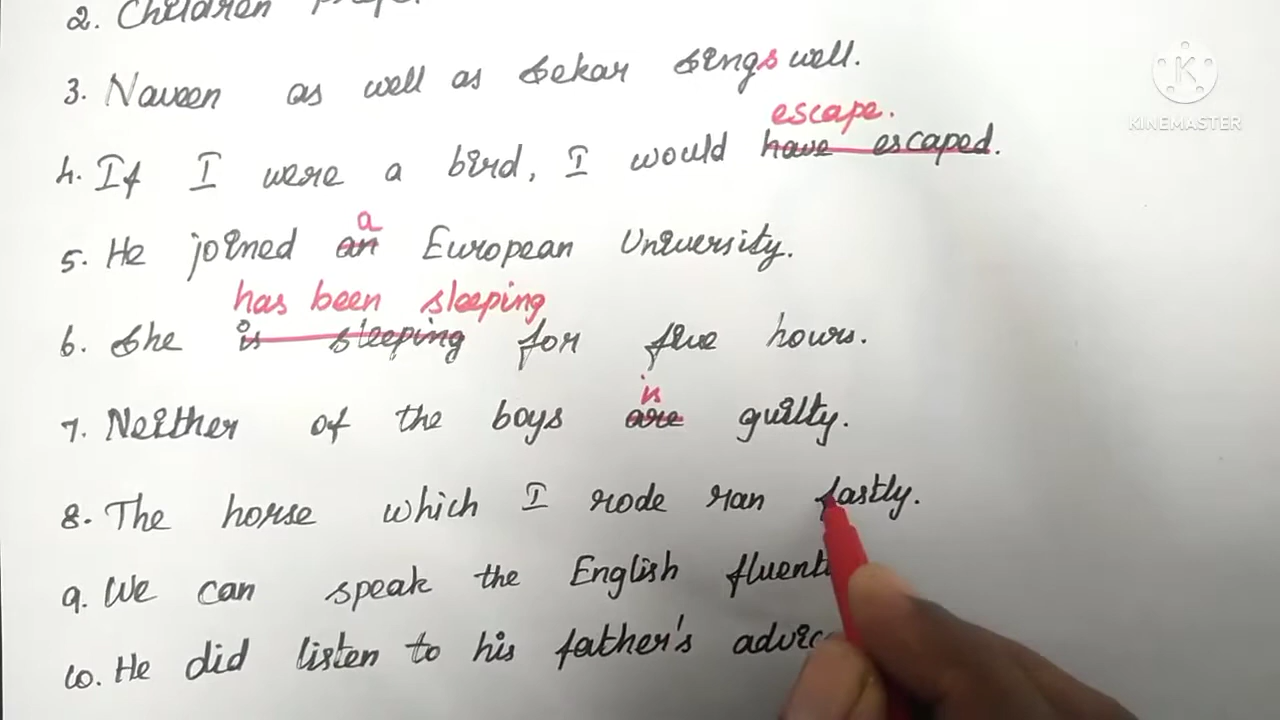 2. Children
3. Naveen as well as Sekar sings well.
escape.
4. If I were a bird, I would have escaped.
a
5. He joined an European University.
has been sleeping
6. She is sleeping for five hours.
is
7. Neither of the boys are guilty.
8. The horse which I rode ran fastly.
9. We can speak the English
10. He did listen to his father's
KINEMASTER